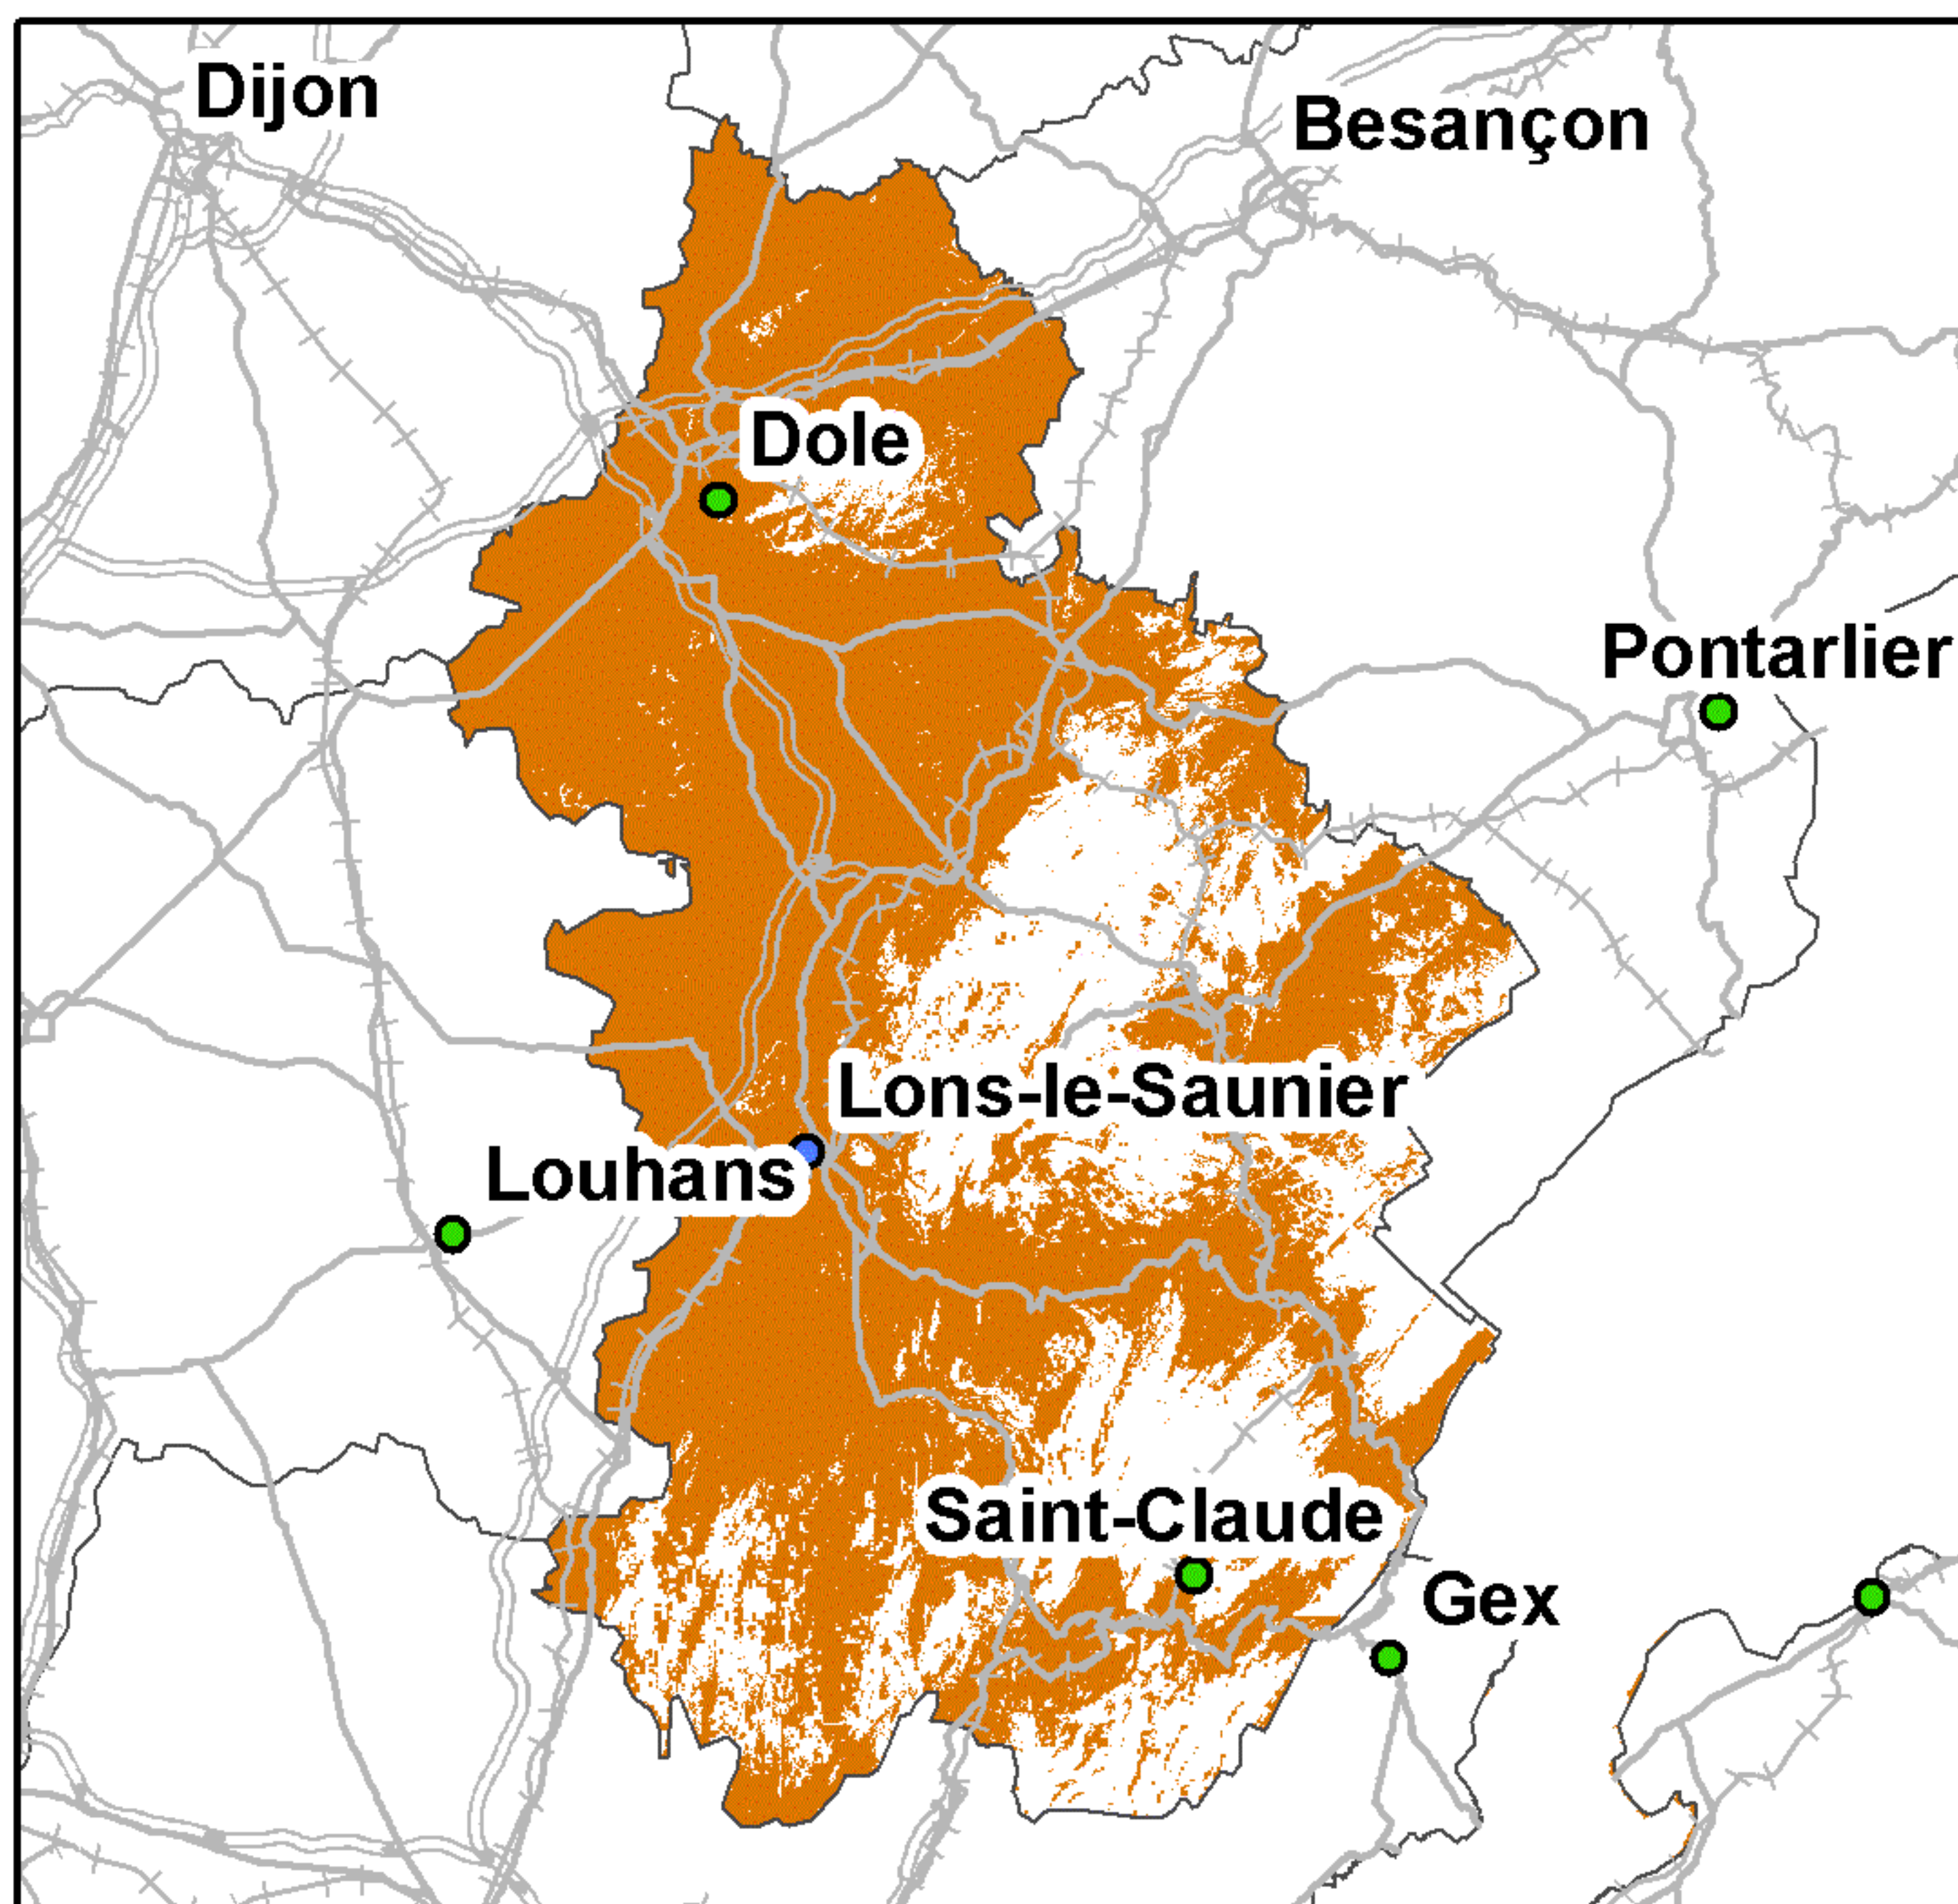 Dijon
Besançon
Dole
Pontarlier
Lons-le-Saunier
Louhans
Saint-Claude
Gex